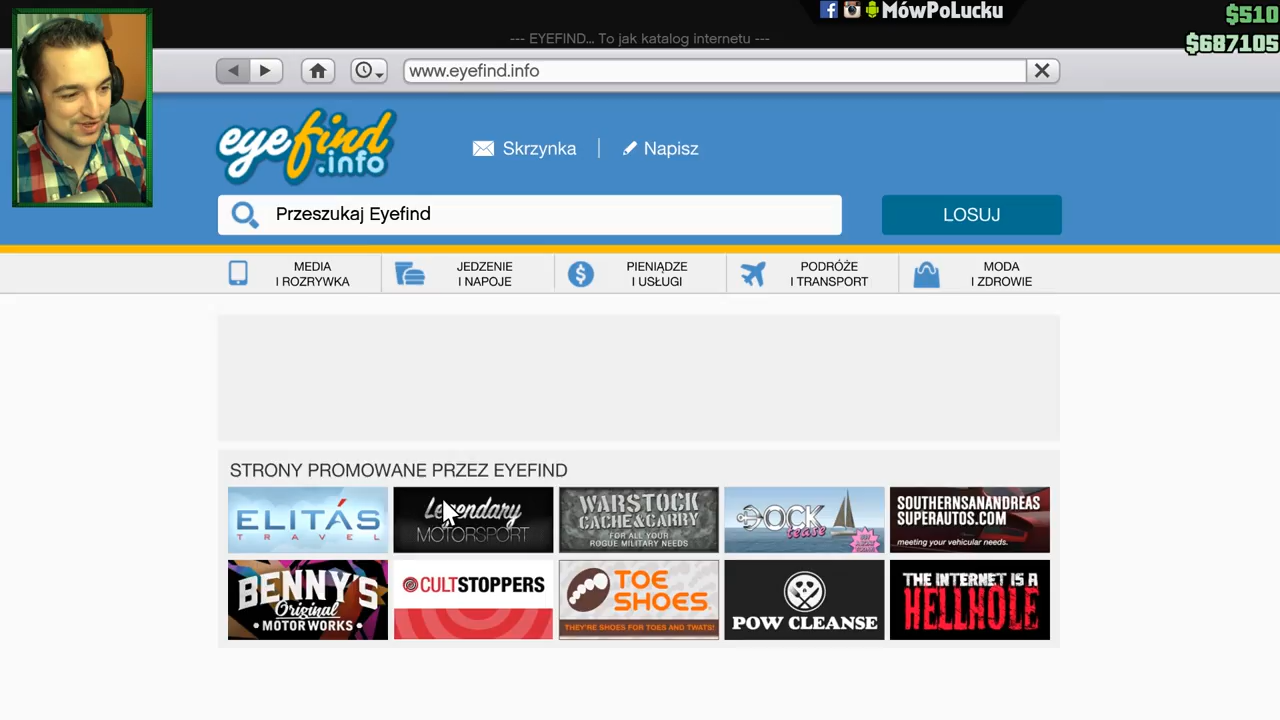 MówPoLucku
$510
--- EYEFIND... To jak katalog internetu ---
$687105
www.eyefind.info
eyefind
.info
Skrzynka
Napisz
Przeszukaj Eyefind
LOSUJ
MEDIA
I ROZRYWKA
JEDZENIE
I NAPOJE
PIENIĄDZE
I USŁUGI
PODRÓŻE
I TRANSPORT
MODA
I ZDROWIE
STRONY PROMOWANE PRZEZ EYEFIND
ELITÁS
TRAVEL
Legendary
MOTORSPORT
WARSTOCK
CACHE&CARRY
FOR ALL YOUR
ROGUE MILITARY NEEDS
DOCK
tease
SOUTHERNSANANDREAS
SUPERAUTOS.COM
meeting your vehicular needs.
BENNY'S
Original
• MOTOR WORKS •
CULTSTOPPERS
TOE
SHOES
THEY'RE SHOES FOR TOES AND TWATS!
POW CLEANSE
THE INTERNET IS A
HELLHOLE